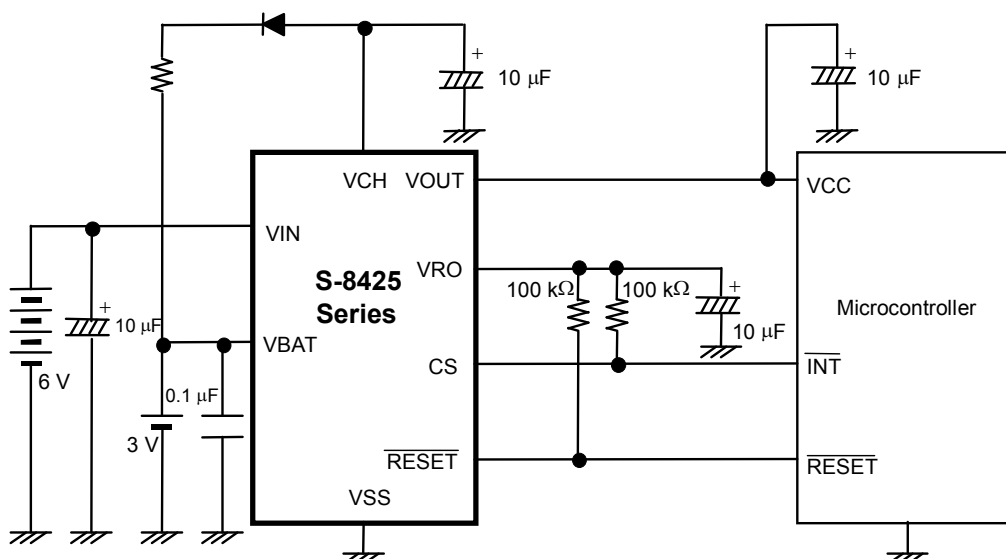 +
10 μF
+
10 μF
VCH
VOUT
VCC
VIN
S-8425
Series
VRO
100 kΩ
100 kΩ
+
10 μF
Microcontroller
+
10 μF
VBAT
CS
INT
6 V
0.1 μF
3 V
RESET
RESET
VSS